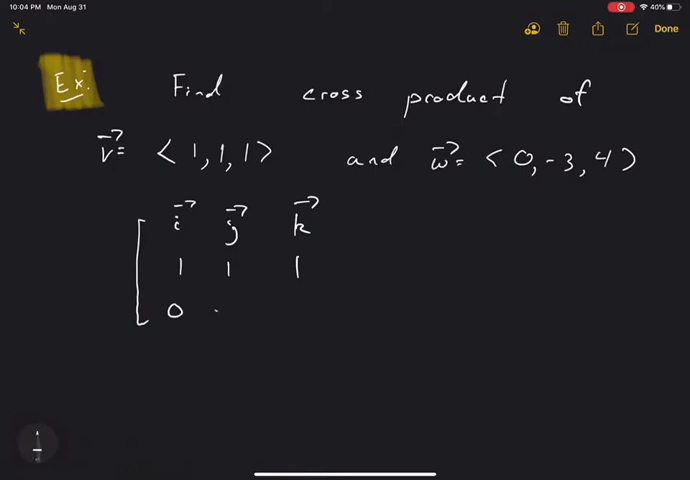 10:04 PM Mon Aug 31
40%
Done
Ex: Find cross product of
v⃗= <1,1,1> and w⃗= <0,-3,4>
i⃗ j⃗ k⃗
1 1 1
0